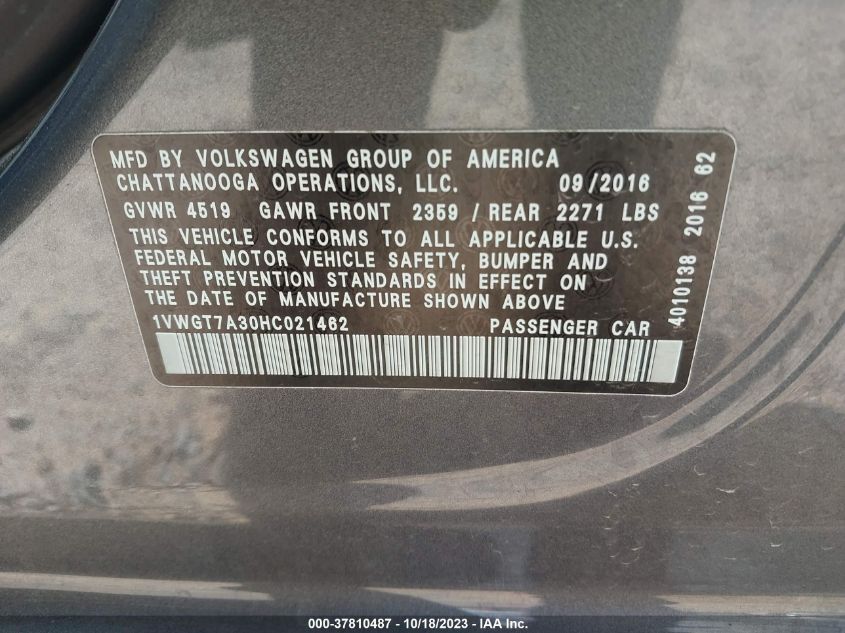 MFD BY VOLKSWAGEN GROUP OF AMERICA
CHATTANOOGA OPERATIONS, LLC. 09/2016
GVWR 4519 GAWR FRONT 2359 / REAR 2271 LBS
THIS VEHICLE CONFORMS TO ALL APPLICABLE U.S.
FEDERAL MOTOR VEHICLE SAFETY, BUMPER AND
THEFT PREVENTION STANDARDS IN EFFECT ON
THE DATE OF MANUFACTURE SHOWN ABOVE
1VWGT7A30HC021462 PASSENGER CAR
4010138 2016 62
000-37810487 - 10/18/2023 - IAA Inc.